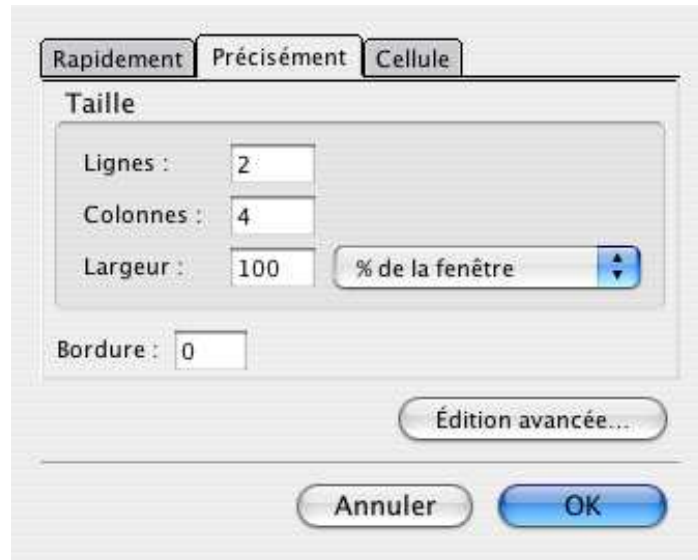 Rapidement Précisément Cellule
Taille
Lignes : 2
Colonnes : 4
Largeur : 100 % de la fenêtre
Bordure : 0
Édition avancée...
Annuler OK